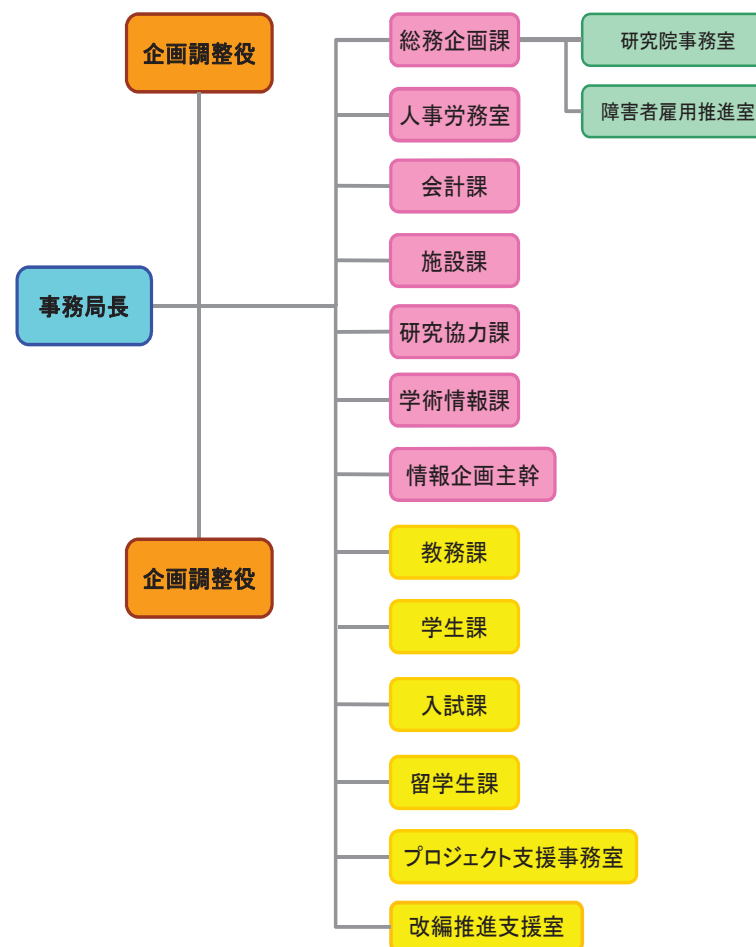 企画調整役
事務局長
企画調整役
総務企画課
研究院事務室
障害者雇用推進室
人事労務室
会計課
施設課
研究協力課
学術情報課
情報企画主幹
教務課
学生課
入試課
留学生課
プロジェクト支援事務室
改編推進支援室